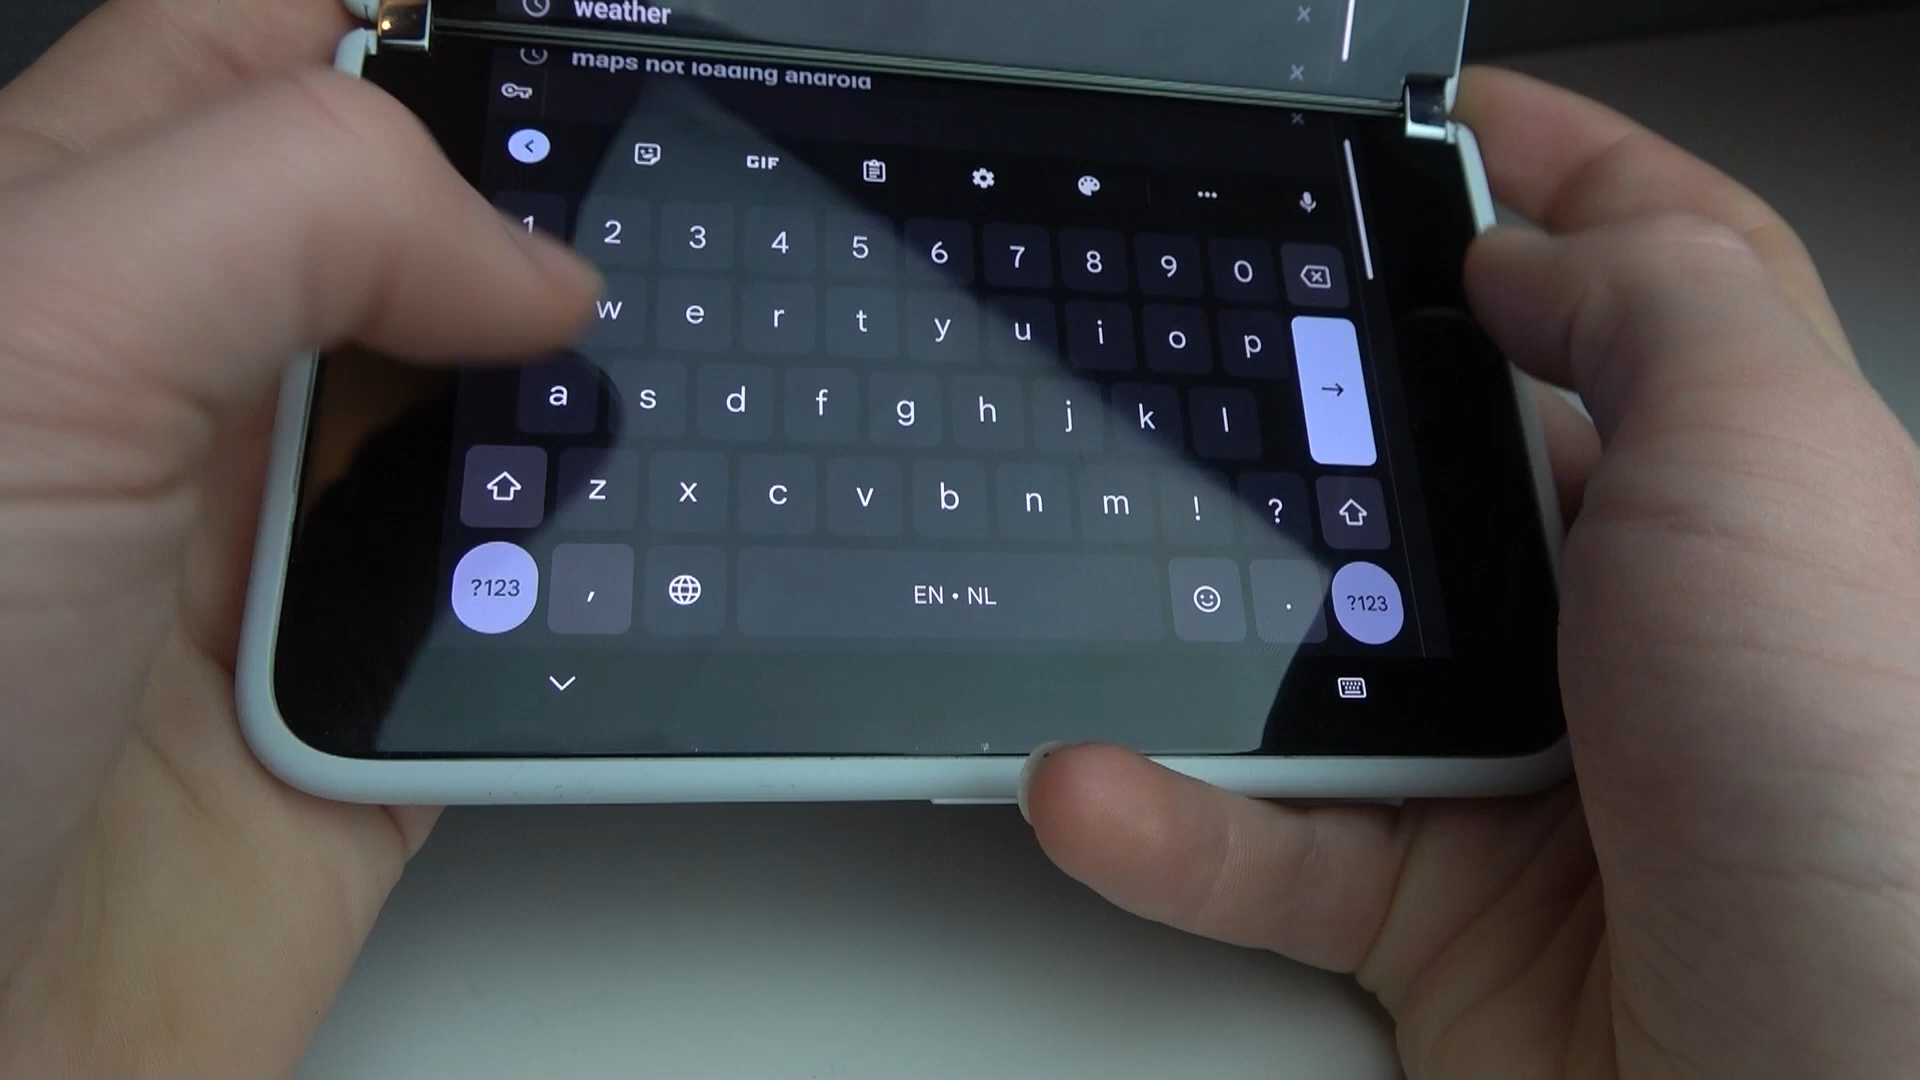 weather
maps not loading android
GIF
1 2 3 4 5 6 7 8 9 0
w e r t y u i o p
a s d f g h j k l
z x c v b n m ! ?
?123 , EN • NL . ?123